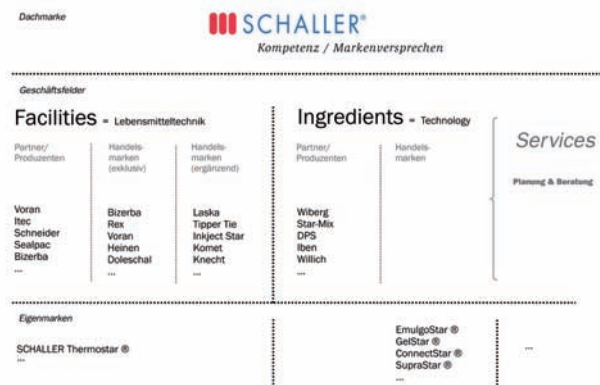 Dachmarke
SCHALLER®
Kompetenz / Markenversprechen
Geschäftsfelder
Facilities = Lebensmitteltechnik
Partner/
Produzenten
Handels-
marken
(exklusiv)
Handels-
marken
(ergänzend)
Voran
Itec
Schneider
Sealpac
Bizerba
...
Bizerba
Rex
Voran
Heinen
Doleschal
...
Laska
Tipper Tie
Inkject Star
Komet
Knecht
...
Ingredients = Technology
Partner/
Produzenten
Handels-
marken
Wiberg
Star-Mix
DPS
Iben
Willich
...
Services
Planung & Beratung
Eigenmarken
SCHALLER Thermostar ®
...
EmulgoStar ®
GelStar ®
ConnectStar ®
SupraStar ®
...
...